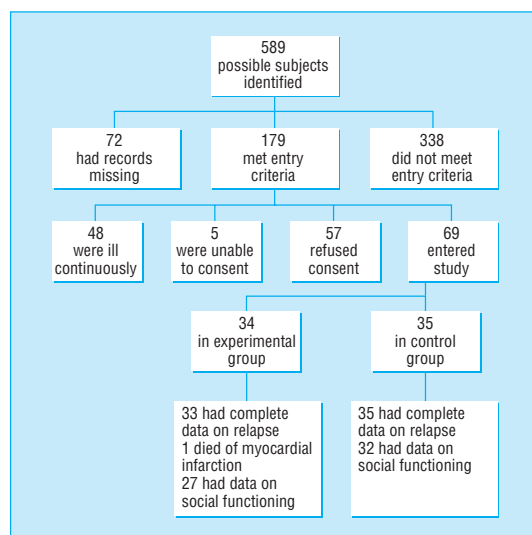 589
possible subjects
identified
72
had records
missing
179
met entry
criteria
338
did not meet
entry criteria
48
were ill
continuously
5
were unable
to consent
57
refused
consent
69
entered
study
34
in experimental
group
35
in control
group
33 had complete
data on relapse
1 died of myocardial
infarction
27 had data on
social functioning
35 had complete
data on relapse
32 had data on
social functioning